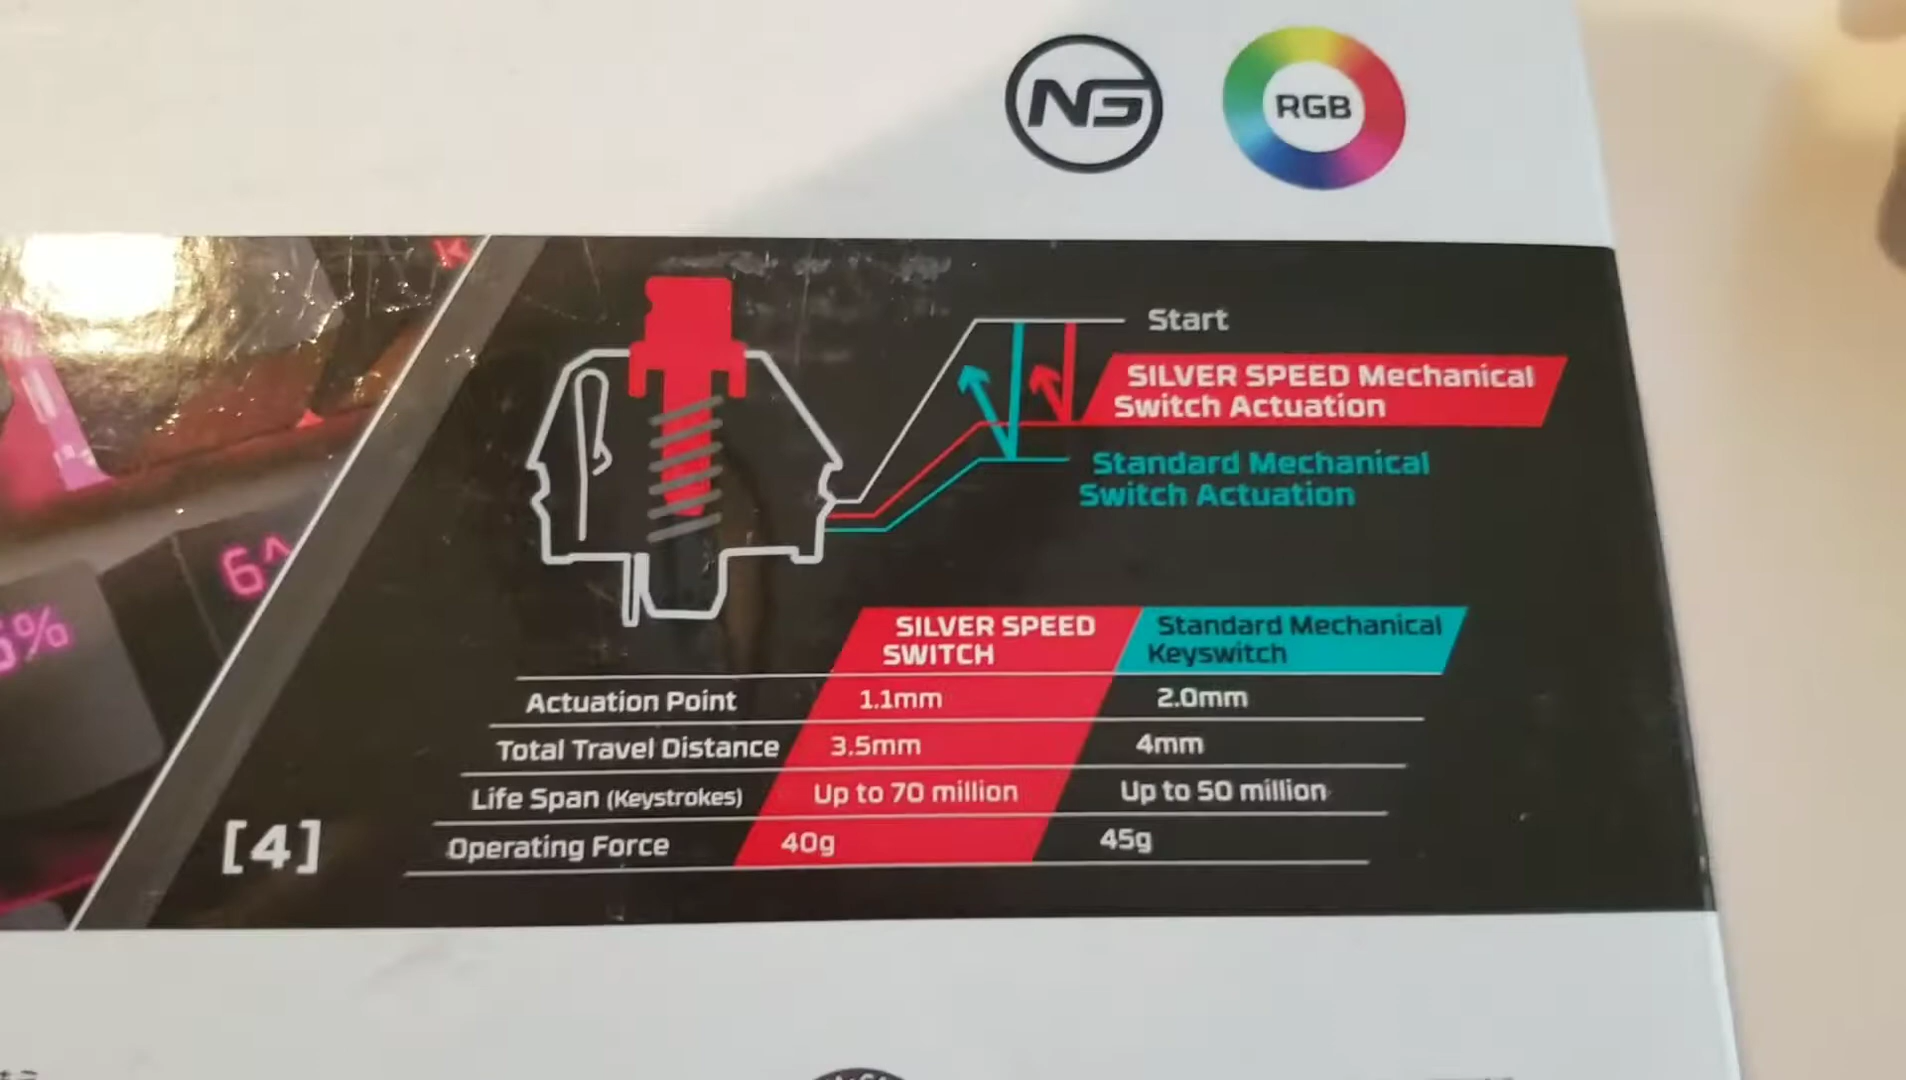 NG
RGB
Start
SILVER SPEED Mechanical
Switch Actuation
Standard Mechanical
Switch Actuation
6^
5%
SILVER SPEED
SWITCH
Standard Mechanical
Keyswitch
Actuation Point 1.1mm 2.0mm
Total Travel Distance 3.5mm 4mm
Life Span (Keystrokes) Up to 70 million Up to 50 million
Operating Force 40g 45g
[4]